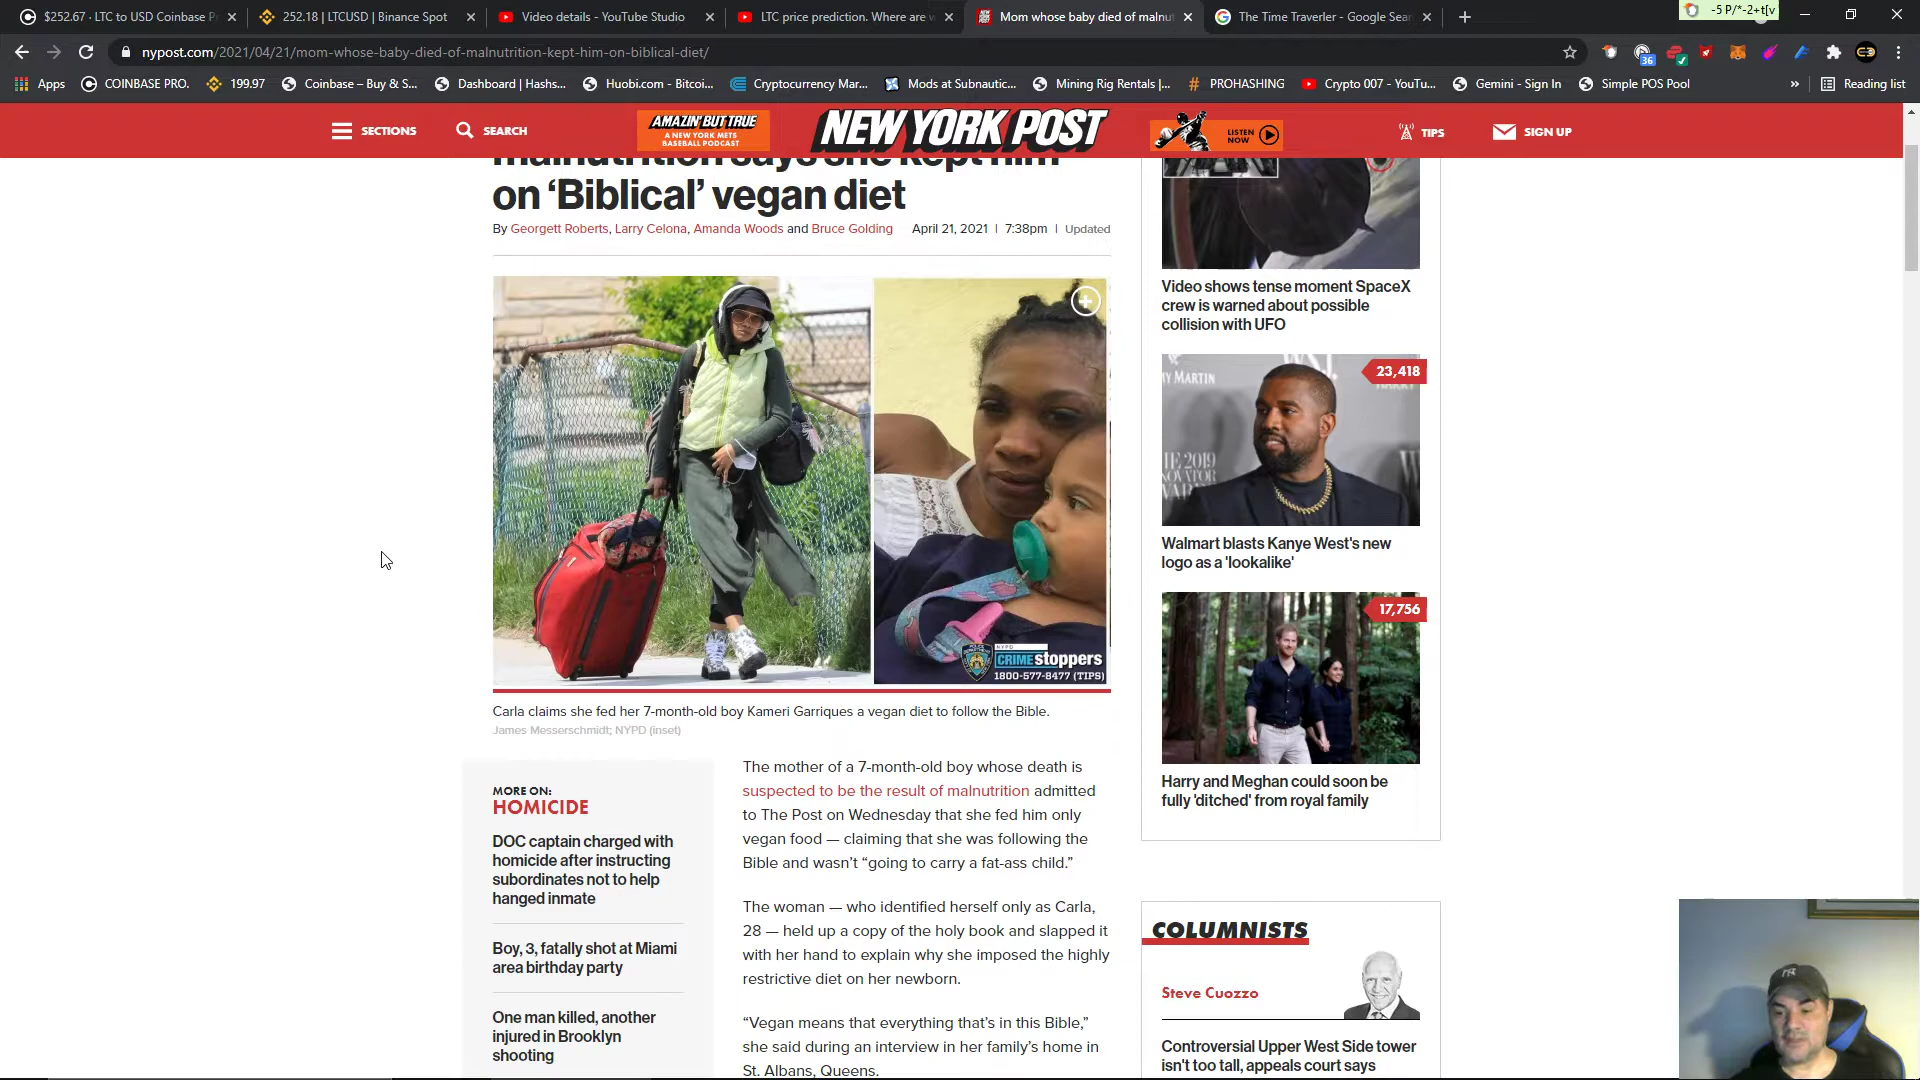 $252.67 · LTC to USD Coinbase P
252.18 | LTCUSD | Binance Spot
Video details - YouTube Studio
LTC price prediction. Where are
Mom whose baby died of malnut
The Time Traverler - Google Sear
-5 P/*-2+t[v
nypost.com/2021/04/21/mom-whose-baby-died-of-malnutrition-kept-him-on-biblical-diet/
36
Apps
COINBASE PRO.
199.97
Coinbase – Buy & S...
Dashboard | Hashs...
Huobi.com - Bitcoi...
Cryptocurrency Mar...
Mods at Subnautic...
Mining Rig Rentals |...
PROHASHING
Crypto 007 - YouTu...
Gemini - Sign In
Simple POS Pool
»
Reading list
SECTIONS
SEARCH
AMAZIN' BUT TRUE
A NEW YORK METS
BASEBALL PODCAST
NEW YORK POST
LISTEN
NOW
TIPS
SIGN UP
malnutrition says she kept him
on ‘Biblical’ vegan diet
By Georgett Roberts, Larry Celona, Amanda Woods and Bruce Golding
April 21, 2021 | 7:38pm | Updated
NYPD
CRIMEstoppers
1800-577-8477 (TIPS)
Carla claims she fed her 7-month-old boy Kameri Garriques a vegan diet to follow the Bible.
James Messerschmidt; NYPD (inset)
MORE ON:
HOMICIDE
DOC captain charged with
homicide after instructing
subordinates not to help
hanged inmate
Boy, 3, fatally shot at Miami
area birthday party
One man killed, another
injured in Brooklyn
shooting
The mother of a 7-month-old boy whose death is
suspected to be the result of malnutrition admitted
to The Post on Wednesday that she fed him only
vegan food — claiming that she was following the
Bible and wasn’t “going to carry a fat-ass child.”
The woman — who identified herself only as Carla,
28 — held up a copy of the holy book and slapped it
with her hand to explain why she imposed the highly
restrictive diet on her newborn.
“Vegan means that everything that’s in this Bible,”
she said during an interview in her family’s home in
St. Albans, Queens.
Video shows tense moment SpaceX
crew is warned about possible
collision with UFO
MY MARTIN
23,418
IE 2019
Walmart blasts Kanye West's new
logo as a 'lookalike'
17,756
Harry and Meghan could soon be
fully 'ditched' from royal family
COLUMNISTS
Steve Cuozzo
Controversial Upper West Side tower
isn't too tall, appeals court says